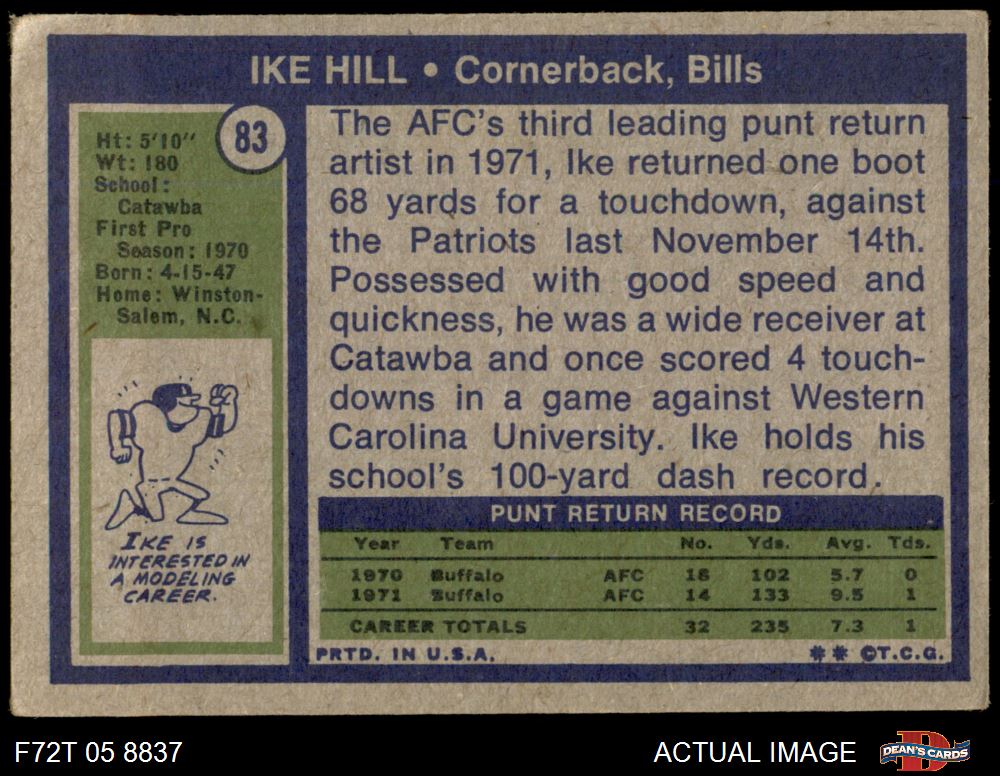 IKE HILL • Cornerback, Bills
83
Ht: 5'10"
Wt: 180
School:
Catawba
First Pro
Season: 1970
Born: 4-15-47
Home: Winston-
Salem, N.C.
IKE IS
INTERESTED IN
A MODELING
CAREER.
The AFC's third leading punt return
artist in 1971, Ike returned one boot
68 yards for a touchdown, against
the Patriots last November 14th.
Possessed with good speed and
quickness, he was a wide receiver at
Catawba and once scored 4 touch-
downs in a game against Western
Carolina University. Ike holds his
school's 100-yard dash record.
PUNT RETURN RECORD
Year Team No. Yds. Avg. Tds.
1970 Buffalo AFC 18 102 5.7 0
1971 Buffalo AFC 14 133 9.5 1
CAREER TOTALS 32 235 7.3 1
PRTD. IN U.S.A. ** ©T.C.G.
F72T 05 8837 ACTUAL IMAGE DEAN'S CARDS